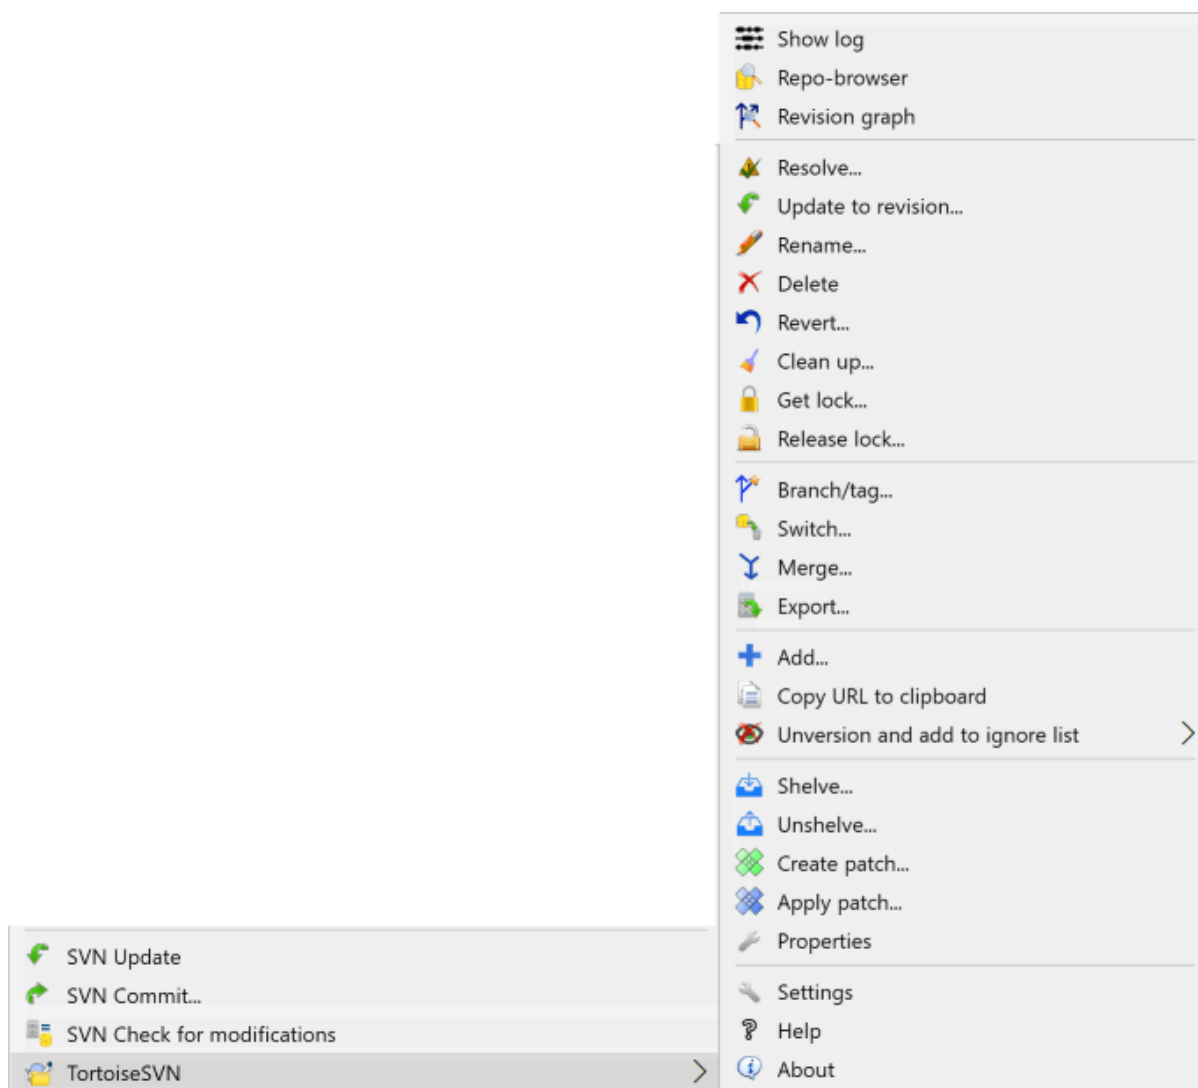 Show log
Repo-browser
Revision graph
Resolve...
Update to revision...
Rename...
Delete
Revert...
Clean up...
Get lock...
Release lock...
Branch/tag...
Switch...
Merge...
Export...
Add...
Copy URL to clipboard
Unversion and add to ignore list
Shelve...
Unshelve...
Create patch...
Apply patch...
Properties
Settings
Help
About
SVN Update
SVN Commit...
SVN Check for modifications
TortoiseSVN